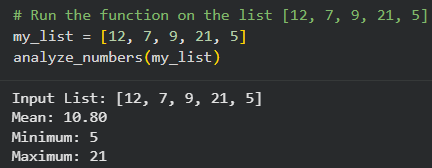 # Run the function on the list [12, 7, 9, 21, 5]
my_list = [12, 7, 9, 21, 5]
analyze_numbers(my_list)
Input List: [12, 7, 9, 21, 5]
Mean: 10.80
Minimum: 5
Maximum: 21